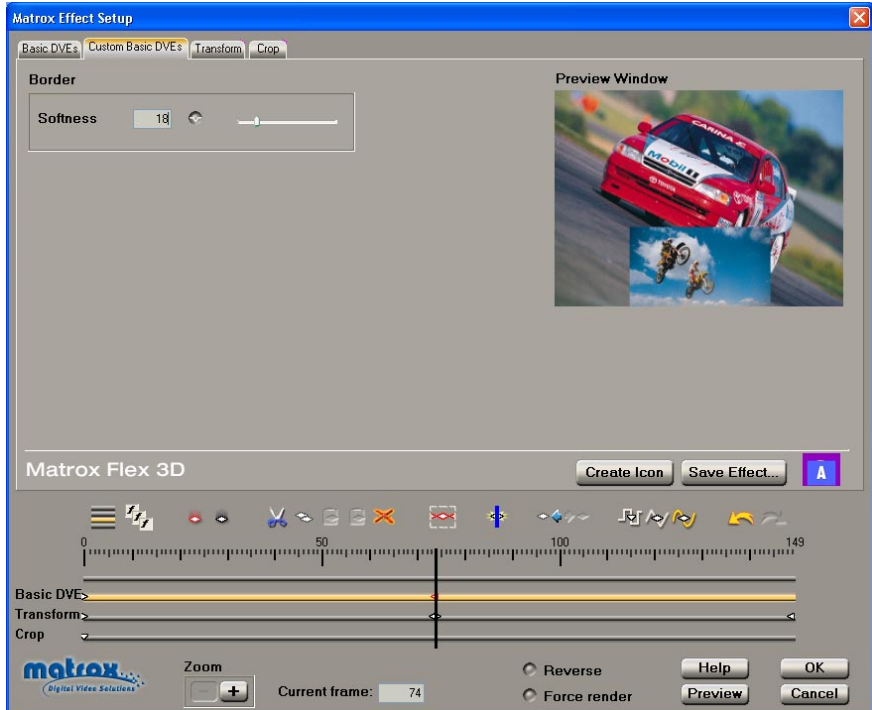 Matrox Effect Setup
Basic DVEs Custom Basic DVEs Transform Crop
Border
Softness 18
Preview Window
CARINA E
Mobil 1
TOYOTA
Matrox Flex 3D
Create Icon Save Effect... A
0 50 100 149
Basic DVE
Transform
Crop
matrox
Digital Video Solutions
Zoom
Current frame: 74
Reverse
Force render
Help OK
Preview Cancel